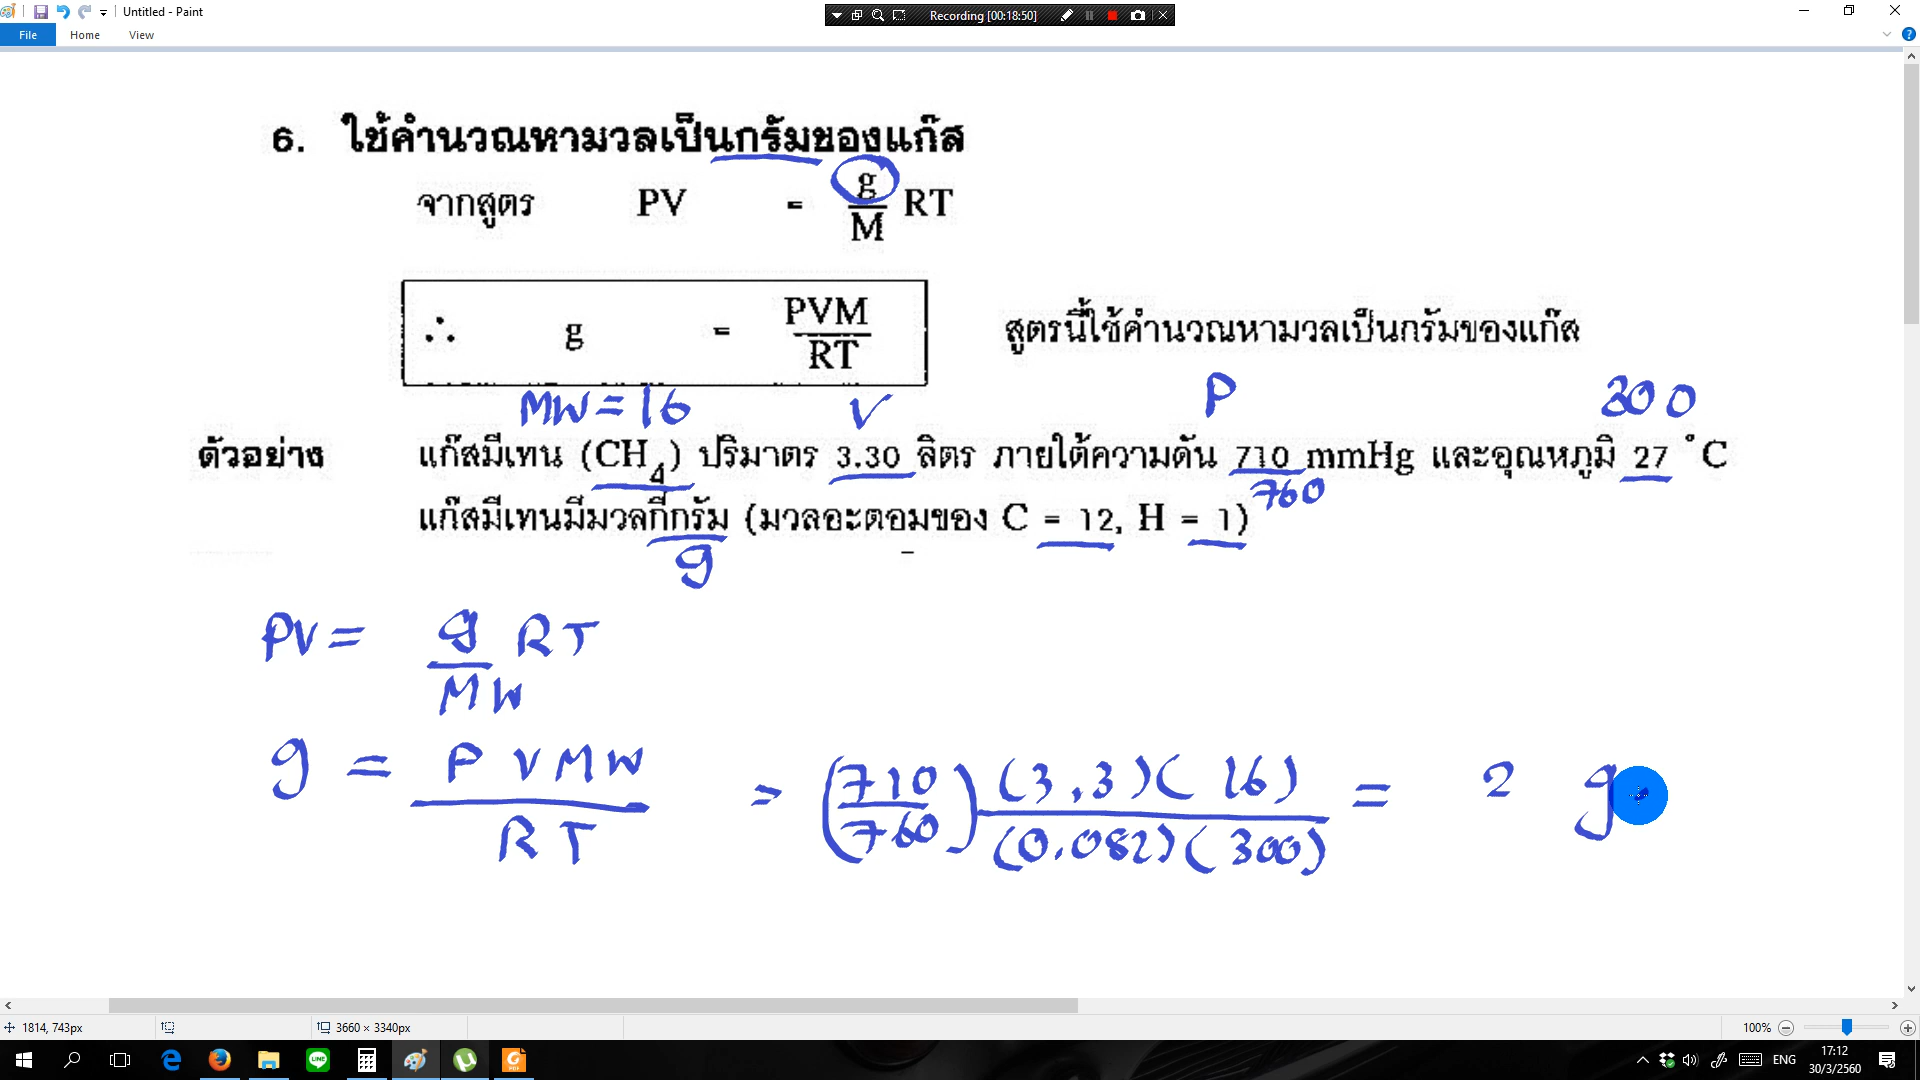 Untitled - Paint
Recording [00:18:50]
File Home View
6. ใช้คำนวณหามวลเป็นกรัมของแก๊ส
จากสูตร PV = g/M RT
∴ g = PVM/RT สูตรนี้ใช้คำนวณหามวลเป็นกรัมของแก๊ส
MW = 16 V P 300
ตัวอย่าง แก๊สมีเทน (CH4) ปริมาตร 3.30 ลิตร ภายใต้ความดัน 710 mmHg และอุณหภูมิ 27 °C
760
แก๊สมีเทนมีมวลกี่กรัม (มวลอะตอมของ C = 12, H = 1)
g
PV = g/MW RT
g = P V MW/RT = (710/760) (3.3)(16)/(0.082)(300) = 2 g
1814, 743px 3660 × 3340px 100%
ENG 17:12
30/3/2560